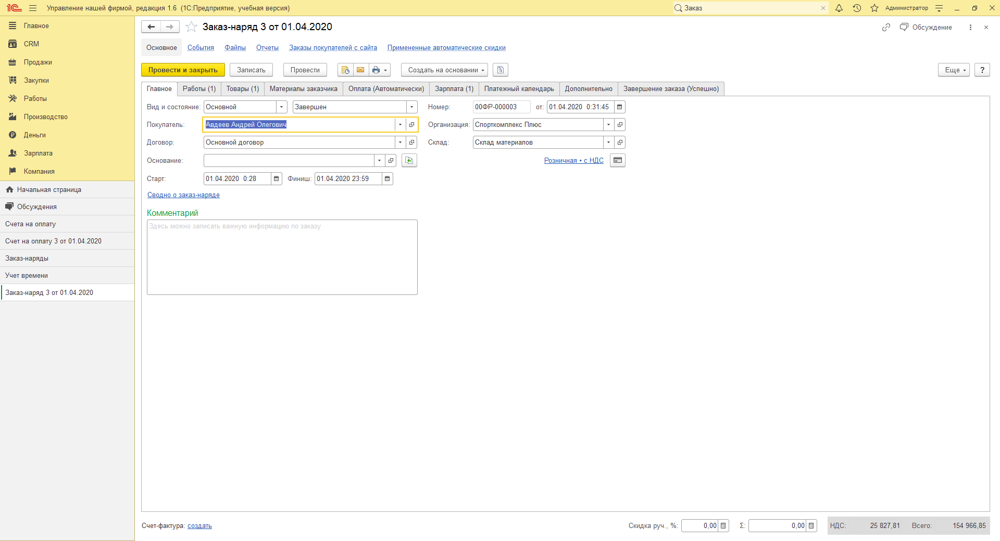 1С Управление нашей фирмой, редакция 1.6 (1С:Предприятие, учебная версия) Заказ Администратор
Главное
CRM
Продажи
Закупки
Работы
Производство
Деньги
Зарплата
Компания
Начальная страница
Обсуждения
Счета на оплату
Счет на оплату 3 от 01.04.2020
Заказ-наряды
Учет времени
Заказ-наряд 3 от 01.04.2020
Заказ-наряд 3 от 01.04.2020 Обсуждение
Основное События Файлы Отчеты Заказы покупателей с сайта Примененные автоматические скидки
Провести и закрыть Записать Провести Создать на основании Еще ?
Главное Работы (1) Товары (1) Материалы заказчика Оплата (Автоматически) Зарплата (1) Платежный календарь Дополнительно Завершение заказа (Успешно)
Вид и состояние: Основной Завершен Номер: 00ФР-000003 от: 01.04.2020 0:31:45
Покупатель: Авдеев Андрей Олегович Организация: Спорткомплекс Плюс
Договор: Основной договор Склад: Склад материалов
Основание: Розничная • с НДС
Старт: 01.04.2020 0:28 Финиш: 01.04.2020 23:59
Сводно о заказ-наряде
Комментарий
Здесь можно записать важную информацию по заказу
Счет-фактура: создать Скидка руч., %: 0,00 Σ: 0,00 НДС: 25 827,81 Всего: 154 966,85